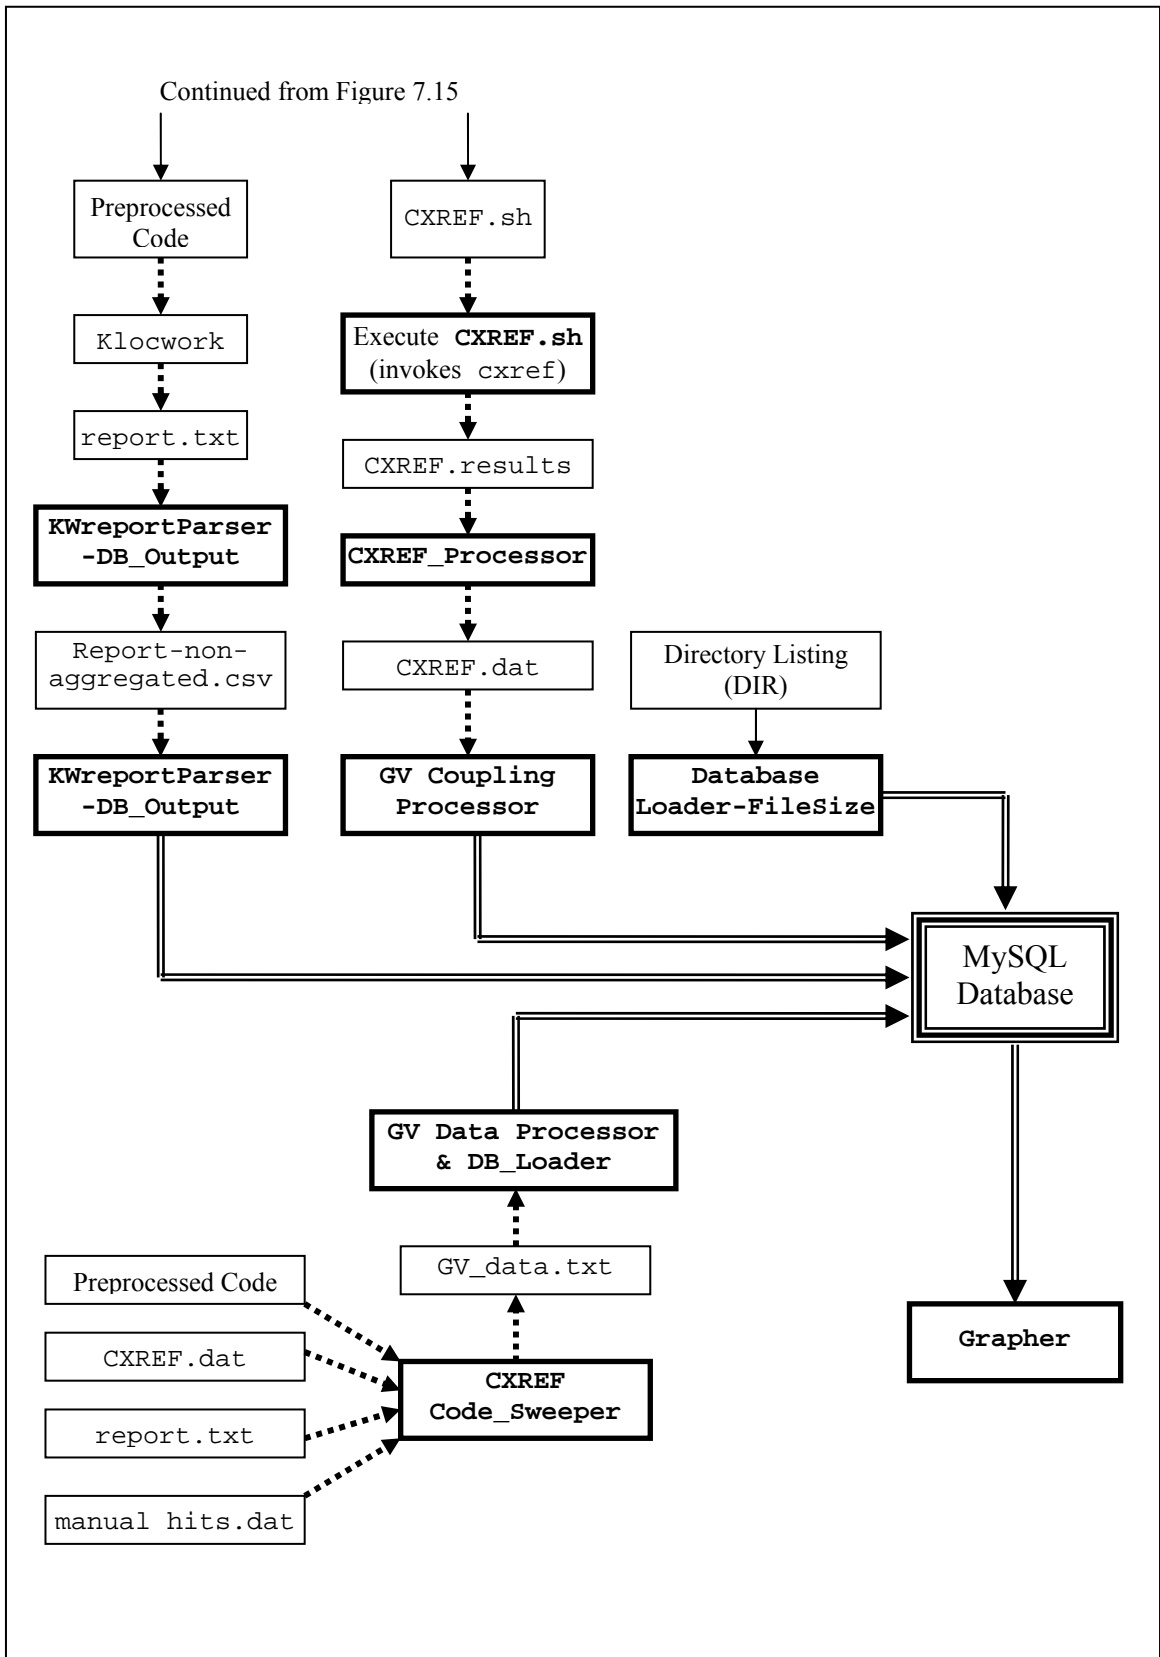 Continued from Figure 7.15
Preprocessed
Code
Klocwork
report.txt
KWreportParser
-DB_Output
Report-non-
aggregated.csv
KWreportParser
-DB_Output
CXREF.sh
Execute CXREF.sh
(invokes cxref)
CXREF.results
CXREF_Processor
CXREF.dat
GV Coupling
Processor
Directory Listing
(DIR)
Database
Loader-FileSize
MySQL
Database
GV Data Processor
& DB_Loader
GV_data.txt
Preprocessed Code
CXREF.dat
report.txt
manual hits.dat
CXREF
Code_Sweeper
Grapher